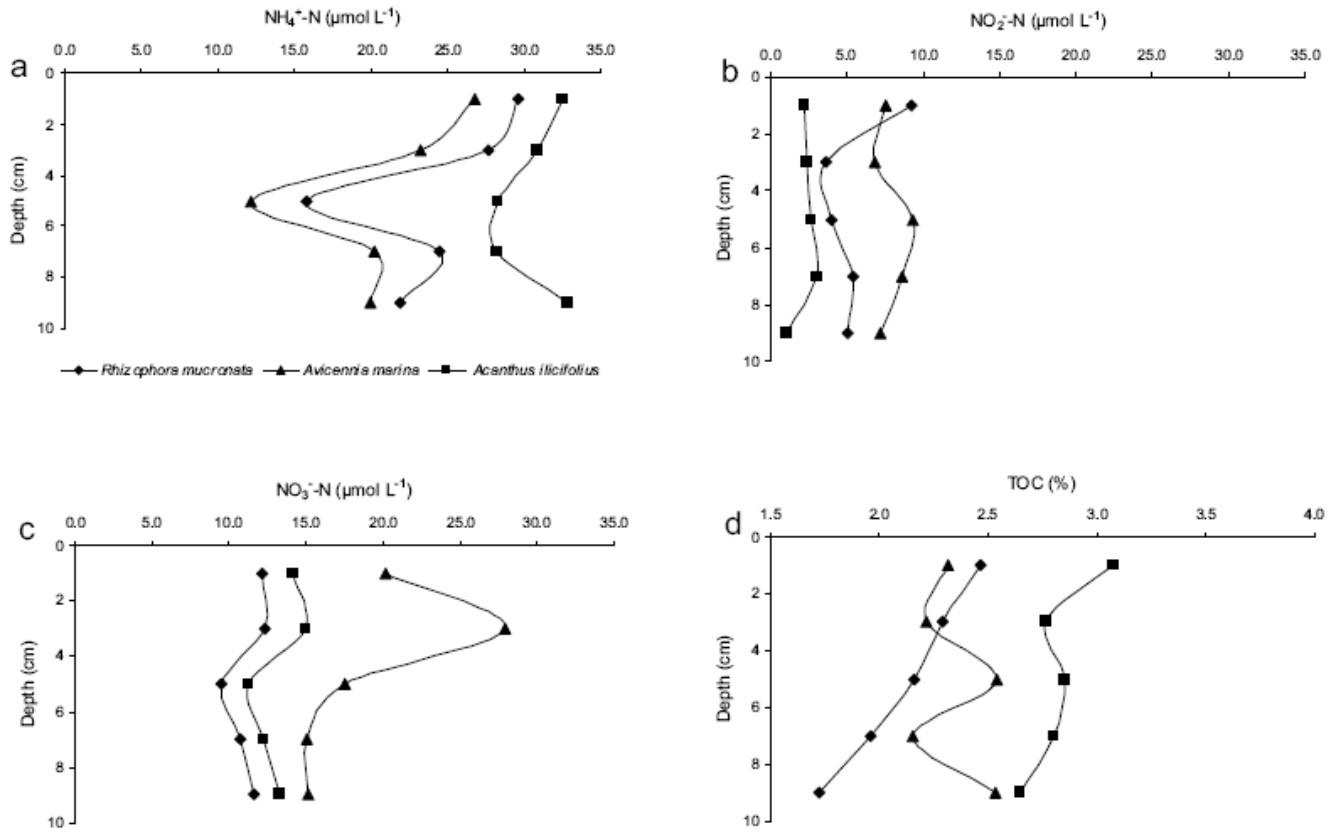 NH₄⁺-N (μmol L⁻¹)
0.0 5.0 10.0 15.0 20.0 25.0 30.0 35.0
a
Depth (cm)
0
2
4
6
8
10
Rhizophora mucronata Avicennia marina Acanthus ilicifolius
NO₂⁻-N (μmol L⁻¹)
0.0 5.0 10.0 15.0 20.0 25.0 30.0 35.0
b
Depth (cm)
0
2
4
6
8
10
NO₃⁻-N (μmol L⁻¹)
0.0 5.0 10.0 15.0 20.0 25.0 30.0 35.0
c
Depth (cm)
0
2
4
6
8
10
TOC (%)
1.5 2.0 2.5 3.0 3.5 4.0
d
Depth (cm)
0
2
4
6
8
10